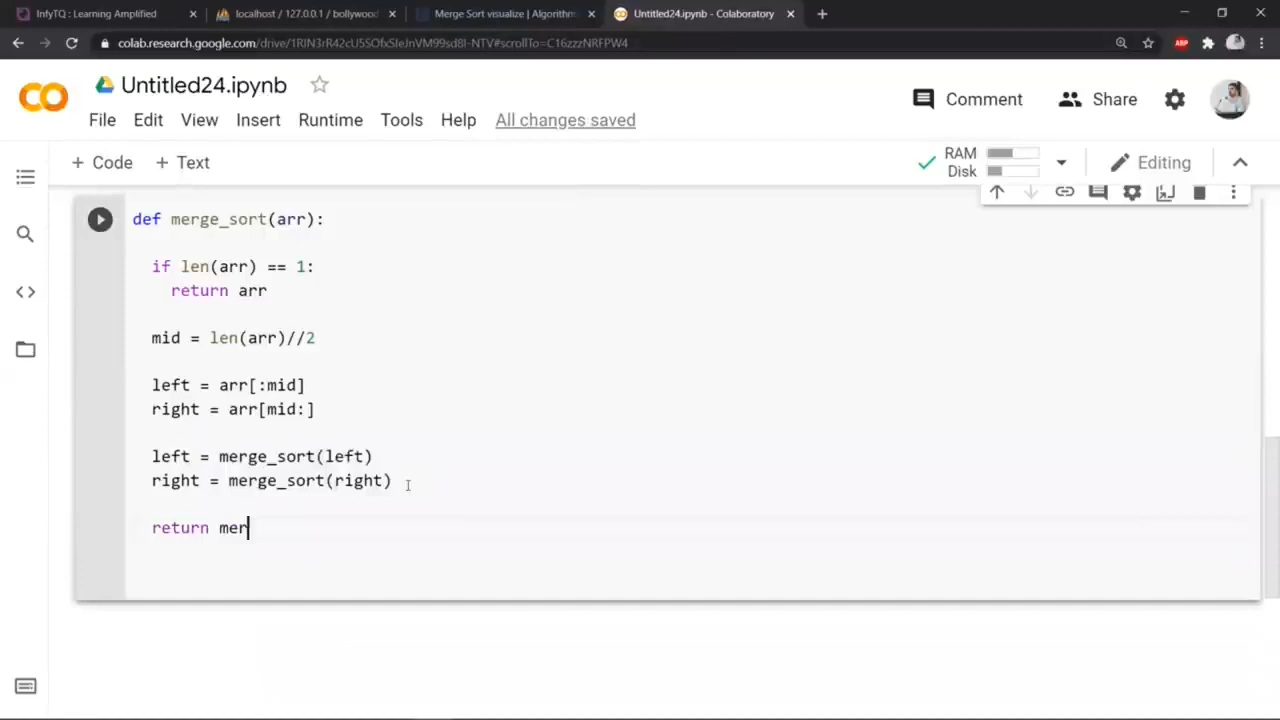 InfyTQ : Learning Amplified
localhost / 127.0.0.1 / bollywood
Merge Sort visualize | Algorithm
Untitled24.ipynb - Colaboratory
colab.research.google.com/drive/1RIN3rR42cU5SOfxSIeJnVM99sd8I-NTV#scrollTo=C16zzzNRFPW4
ABP
CO
Untitled24.ipynb
Comment
Share
File Edit View Insert Runtime Tools Help All changes saved
+ Code + Text
RAM
Disk
Editing
def merge_sort(arr):
if len(arr) == 1:
return arr
mid = len(arr)//2
left = arr[:mid]
right = arr[mid:]
left = merge_sort(left)
right = merge_sort(right)
return mer